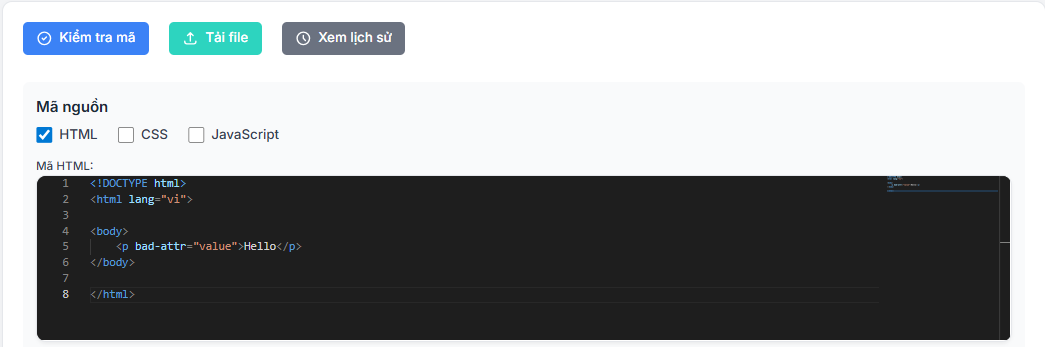 Kiểm tra mã
Tải file
Xem lịch sử
Mã nguồn
HTML CSS JavaScript
Mã HTML:
1 <!DOCTYPE html>
2 <html lang="vi">
3
4 <body>
5 <p bad-attr="value">Hello</p>
6 </body>
7
8 </html>